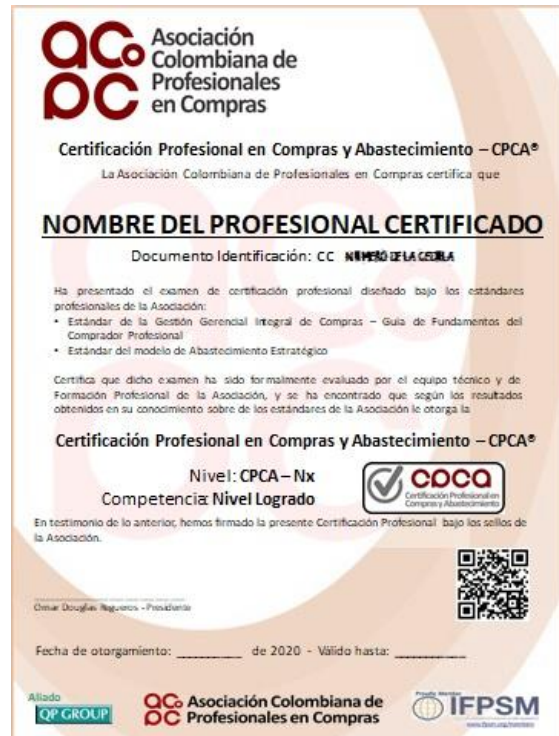 Asociación
Colombiana de
Profesionales
en Compras
Certificación Profesional en Compras y Abastecimiento – CPCA®
La Asociación Colombiana de Profesionales en Compras certifica que
NOMBRE DEL PROFESIONAL CERTIFICADO
Documento Identificación: CC
Ha presentado el examen de certificación profesional diseñado bajo los estándares
profesionales de la Asociación:
• Estándar de la Gestión Gerencial Integral de Compras – Guia de Fundamentos del
Comprador Profesional
• Estándar del modelo de Abastecimiento Estratégico
Certifica que dicho examen ha sido formalmente evaluado por el equipo técnico y de
Formación Profesional de la Asociación, y se ha encontrado que según los resultados
obtenidos en su conocimiento sobre de los estándares de la Asociación le otorga la
Certificación Profesional en Compras y Abastecimiento – CPCA®
Nivel: CPCA – Nx
Competencia: Nivel Logrado
CPCA
Certificación Profesional en
Compras y Abastecimiento
En testimonio de lo anterior, hemos firmado la presente Certificación Profesional bajo los sellos de
la Asociación.
Omar Douglas - Presidente
Fecha de otorgamiento: __________ de 2020 - Válido hasta: __________
Aliado
QP GROUP
Asociación Colombiana de
Profesionales en Compras
Proudly Member
IFPSM